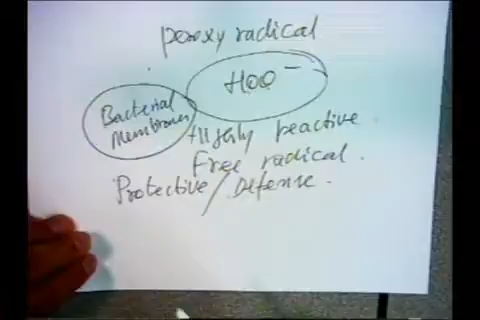 peroxy radical
HOO⁻
Bacterial
Membranes
Highly reactive
Free radical.
Protective/Defense.